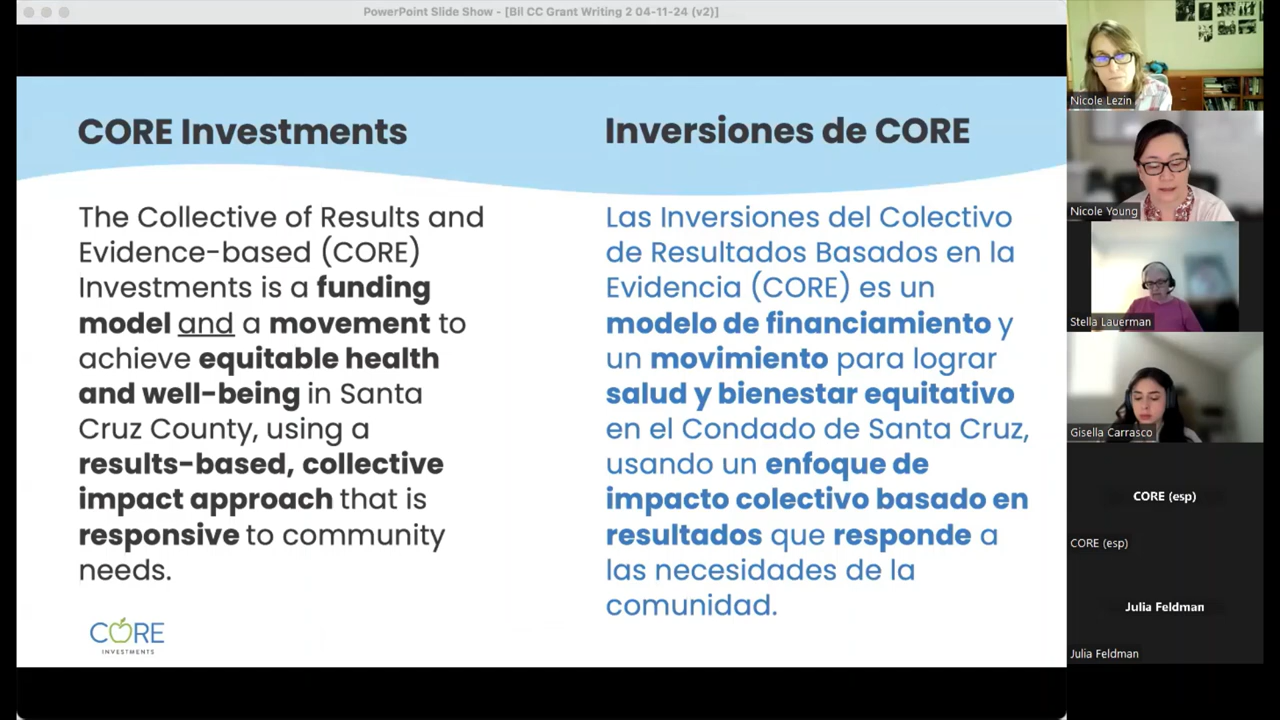 PowerPoint Slide Show - [Bil CC Grant Writing 2 04-11-24 (v2)]
CORE Investments
The Collective of Results and
Evidence-based (CORE)
Investments is a funding
model and a movement to
achieve equitable health
and well-being in Santa
Cruz County, using a
results-based, collective
impact approach that is
responsive to community
needs.
CORE
INVESTMENTS
Inversiones de CORE
Las Inversiones del Colectivo
de Resultados Basados en la
Evidencia (CORE) es un
modelo de financiamiento y
un movimiento para lograr
salud y bienestar equitativo
en el Condado de Santa Cruz,
usando un enfoque de
impacto colectivo basado en
resultados que responde a
las necesidades de la
comunidad.
Nicole Lezin
Nicole Young
Stella Lauerman
Gisella Carrasco
CORE (esp)
CORE (esp)
Julia Feldman
Julia Feldman